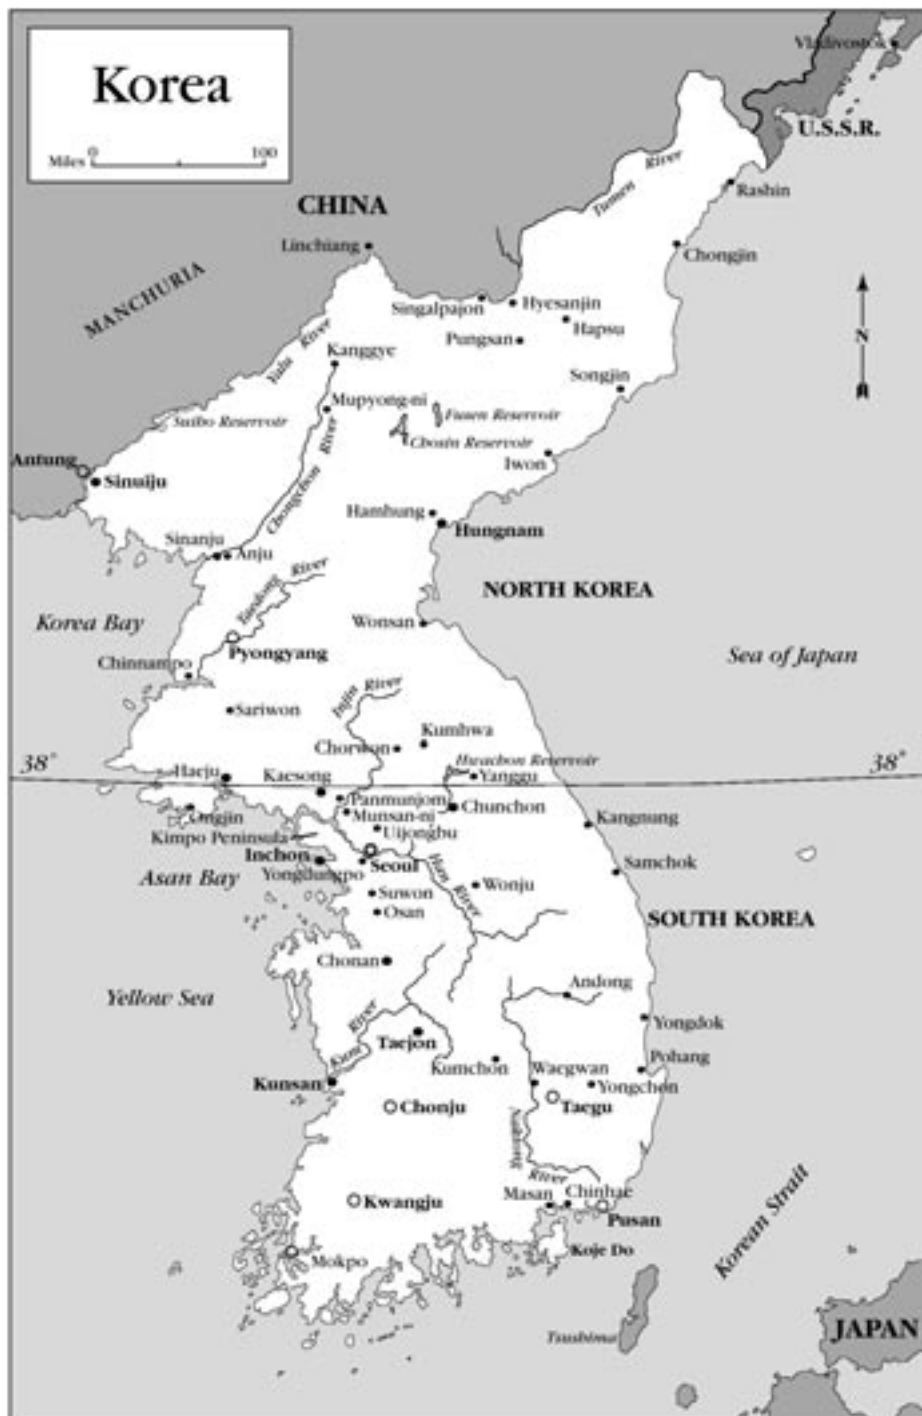 Korea
Miles 0 100
Vladivostok
U.S.S.R.
Tumen River
Rashin
CHINA
Linchiang
Chongjin
MANCHURIA
Singalpajon
Hyesanjin
Hapsu
Pungsan
N
Yalu River
Kanggye
Songjin
Mupyong-ni
Fusen Reservoir
Suiho Reservoir
Chosin Reservoir
Iwon
Antung
Sinuiju
Chongchon River
Hamhung
Hungnam
Sinanju
Anju
Taedong River
NORTH KOREA
Korea Bay
Wonsan
Pyongyang
Sea of Japan
Chinnampo
Injin River
Sariwon
Kumhwa
Chorwon
Hwachon Reservoir
38°
38°
Haeju
Kaesong
Yanggu
Panmunjom
Chunchon
Ongjin
Munsan-ni
Kangnung
Uijongbu
Kimpo Peninsula
Inchon
Seoul
Han River
Samchok
Asan Bay
Yongdungpo
Suwon
Wonju
Osan
SOUTH KOREA
Chonan
Andong
Yellow Sea
Kum River
Yongdok
Taejon
Kumchon
Waegwan
Pohang
Kunsan
Yongchon
Chonju
Taegu
Naktong River
Masan
Chinhae
Kwangju
Pusan
Korean Strait
Koje Do
Mokpo
Tsushima
JAPAN